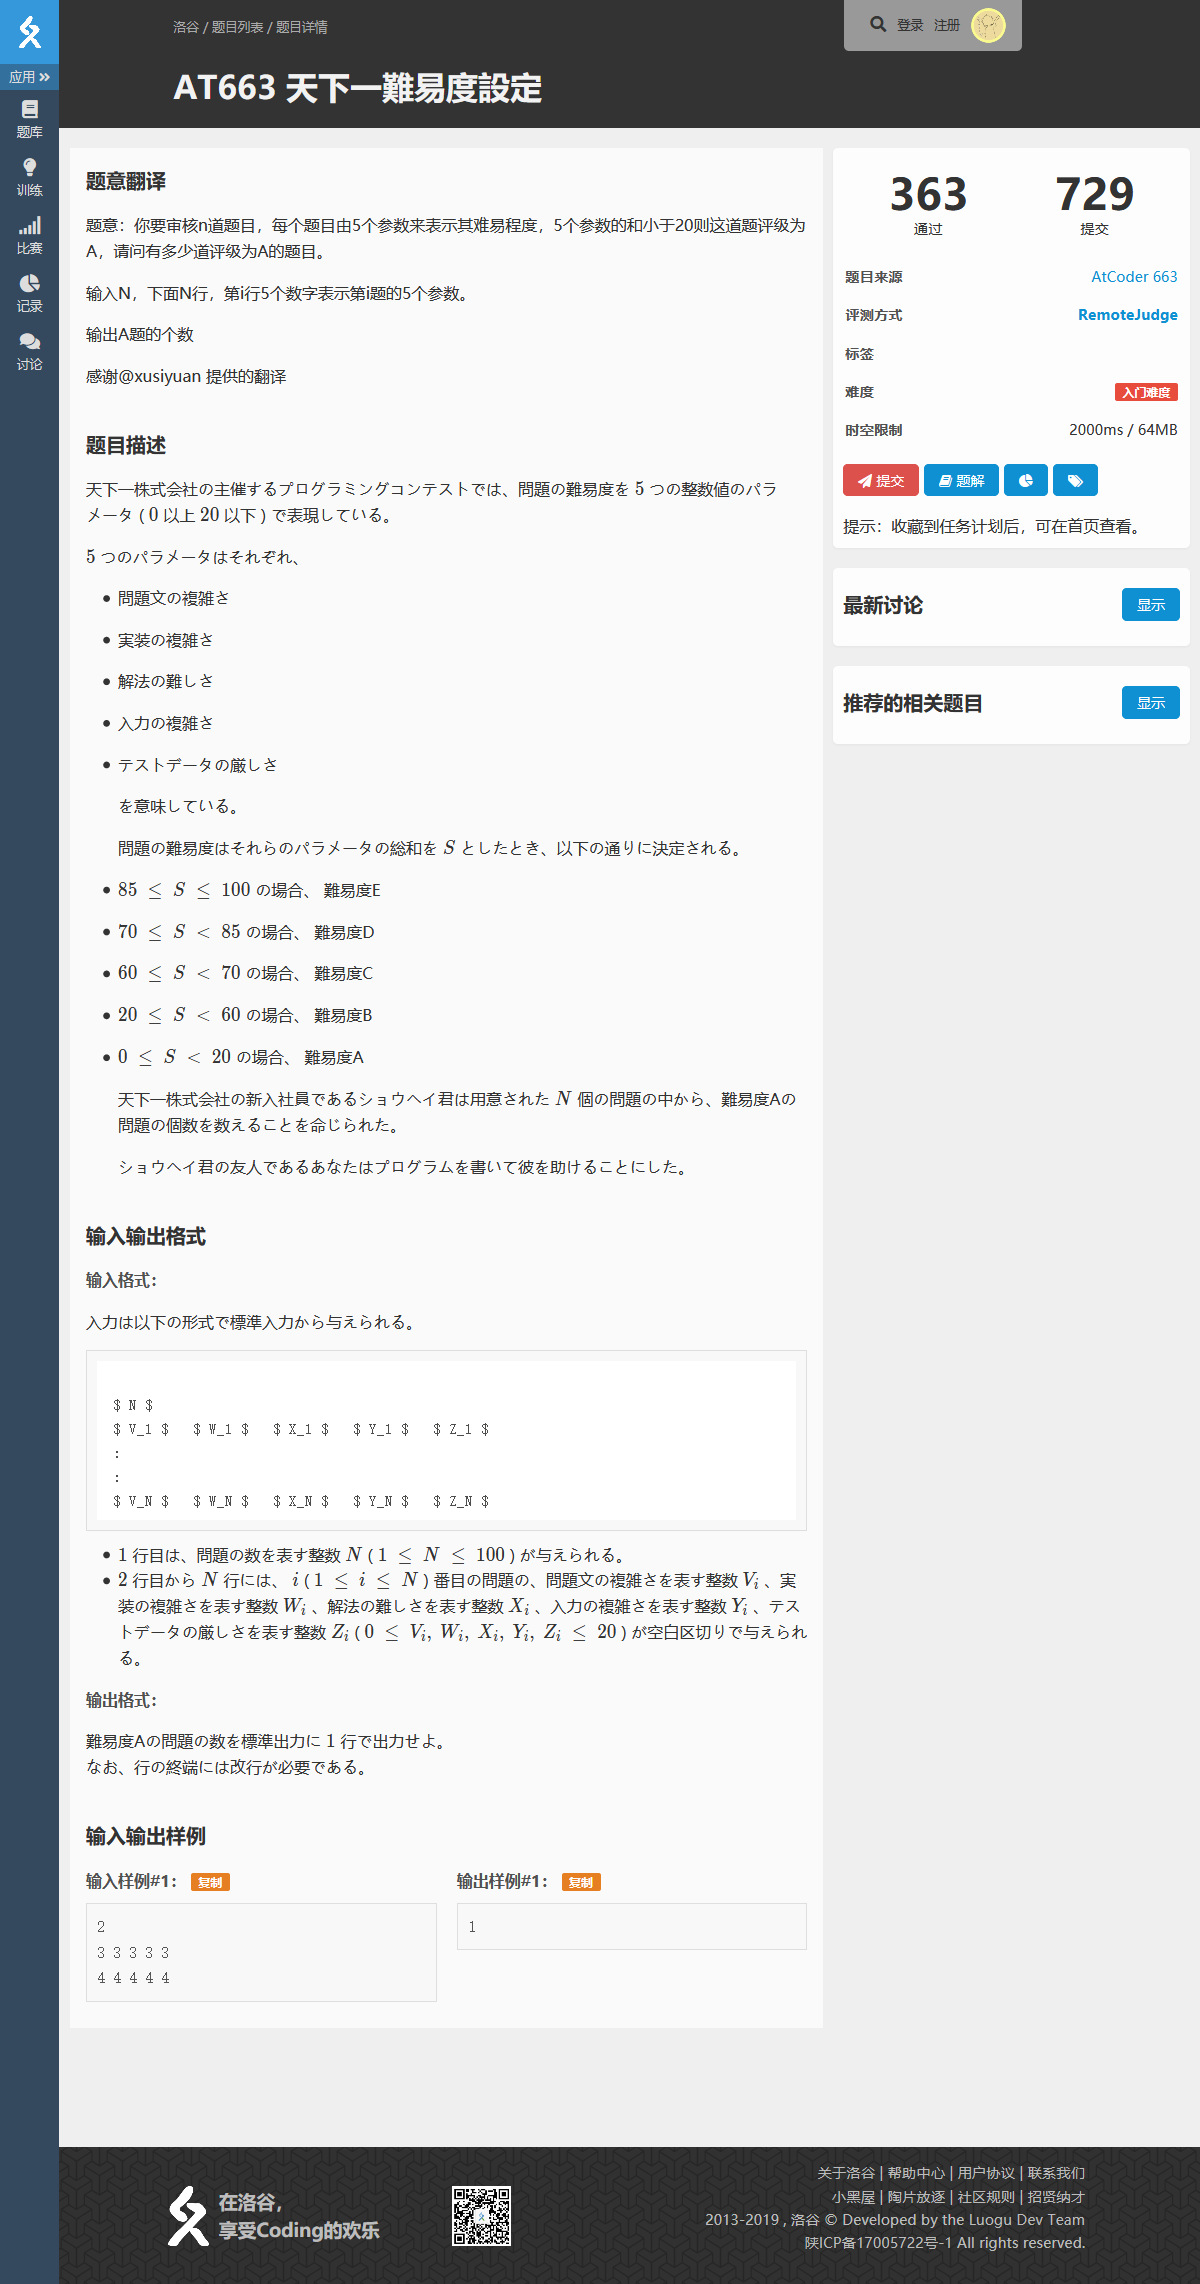 洛谷 / 题目列表 / 题目详情
登录 注册
AT663 天下一難易度設定
应用
题库
训练
比赛
记录
讨论
题意翻译
题意：你要审核n道题目，每个题目由5个参数来表示其难易程度，5个参数的和小于20则这道题评级为
A，请问有多少道评级为A的题目。
输入N，下面N行，第i行5个数字表示第i题的5个参数。
输出A题的个数
感谢@xusiyuan 提供的翻译
题目描述
天下一株式会社の主催するプログラミングコンテストでは、問題の難易度を 5 つの整数値のパラ
メータ ( 0 以上 20 以下 ) で表現している。
5 つのパラメータはそれぞれ、
• 問題文の複雑さ
• 実装の複雑さ
• 解法の難しさ
• 入力の複雑さ
• テストデータの厳しさ
を意味している。
問題の難易度はそれらのパラメータの総和を S としたとき、以下の通りに決定される。
• 85 ≤ S ≤ 100 の場合、 難易度E
• 70 ≤ S < 85 の場合、 難易度D
• 60 ≤ S < 70 の場合、 難易度C
• 20 ≤ S < 60 の場合、 難易度B
• 0 ≤ S < 20 の場合、 難易度A
天下一株式会社の新入社員であるショウヘイ君は用意された N 個の問題の中から、難易度Aの
問題の個数を数えることを命じられた。
ショウヘイ君の友人であるあなたはプログラムを書いて彼を助けることにした。
输入输出格式
输入格式：
入力は以下の形式で標準入力から与えられる。
$ N $
$ V_1 $ $ W_1 $ $ X_1 $ $ Y_1 $ $ Z_1 $
:
:
$ V_N $ $ W_N $ $ X_N $ $ Y_N $ $ Z_N $
• 1 行目は、問題の数を表す整数 N ( 1 ≤ N ≤ 100 ) が与えられる。
• 2 行目から N 行には、 i ( 1 ≤ i ≤ N ) 番目の問題の、問題文の複雑さを表す整数 V_i 、実
装の複雑さを表す整数 W_i 、解法の難しさを表す整数 X_i 、入力の複雑さを表す整数 Y_i 、テス
トデータの厳しさを表す整数 Z_i ( 0 ≤ V_i, W_i, X_i, Y_i, Z_i ≤ 20 ) が空白区切りで与えられ
る。
输出格式：
難易度Aの問題の数を標準出力に 1 行で出力せよ。
なお、行の終端には改行が必要である。
输入输出样例
输入样例#1： 复制
2
3 3 3 3 3
4 4 4 4 4
输出样例#1： 复制
1
363 729
通过 提交
题目来源 AtCoder 663
评测方式 RemoteJudge
标签
难度 入门难度
时空限制 2000ms / 64MB
提交 题解
提示：收藏到任务计划后，可在首页查看。
最新讨论 显示
推荐的相关题目 显示
在洛谷，
享受Coding的欢乐
关于洛谷 | 帮助中心 | 用户协议 | 联系我们
小黑屋 | 陶片放逐 | 社区规则 | 招贤纳才
2013-2019 , 洛谷 © Developed by the Luogu Dev Team
陕ICP备17005722号-1 All rights reserved.